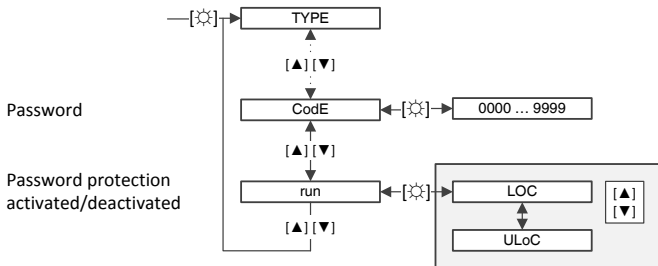 [☼] TYPE
[▲] [▼]
Password CodE [☼] 0000 ... 9999
[▲] [▼]
Password protection
activated/deactivated run [☼] LOC [▲]
[▼]
[▲] [▼] ULoC